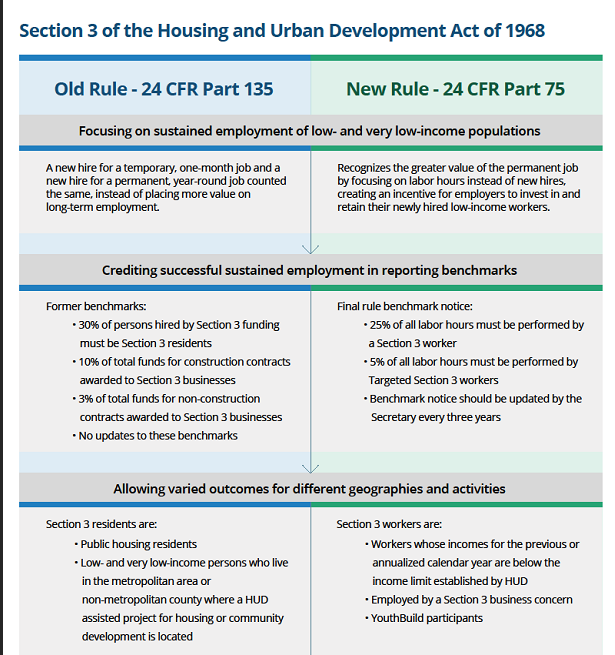 Section 3 of the Housing and Urban Development Act of 1968
Old Rule - 24 CFR Part 135
New Rule - 24 CFR Part 75
Focusing on sustained employment of low- and very low-income populations
A new hire for a temporary, one-month job and a
new hire for a permanent, year-round job counted
the same, instead of placing more value on
long-term employment.
Recognizes the greater value of the permanent job
by focusing on labor hours instead of new hires,
creating an incentive for employers to invest in and
retain their newly hired low-income workers.
Crediting successful sustained employment in reporting benchmarks
Former benchmarks:
• 30% of persons hired by Section 3 funding
must be Section 3 residents
• 10% of total funds for construction contracts
awarded to Section 3 businesses
• 3% of total funds for non-construction
contracts awarded to Section 3 businesses
• No updates to these benchmarks
Final rule benchmark notice:
• 25% of all labor hours must be performed by
a Section 3 worker
• 5% of all labor hours must be performed by
Targeted Section 3 workers
• Benchmark notice should be updated by the
Secretary every three years
Allowing varied outcomes for different geographies and activities
Section 3 residents are:
• Public housing residents
• Low- and very low-income persons who live
in the metropolitan area or
non-metropolitan county where a HUD
assisted project for housing or community
development is located
Section 3 workers are:
• Workers whose incomes for the previous or
annualized calendar year are below the
income limit established by HUD
• Employed by a Section 3 business concern
• YouthBuild participants